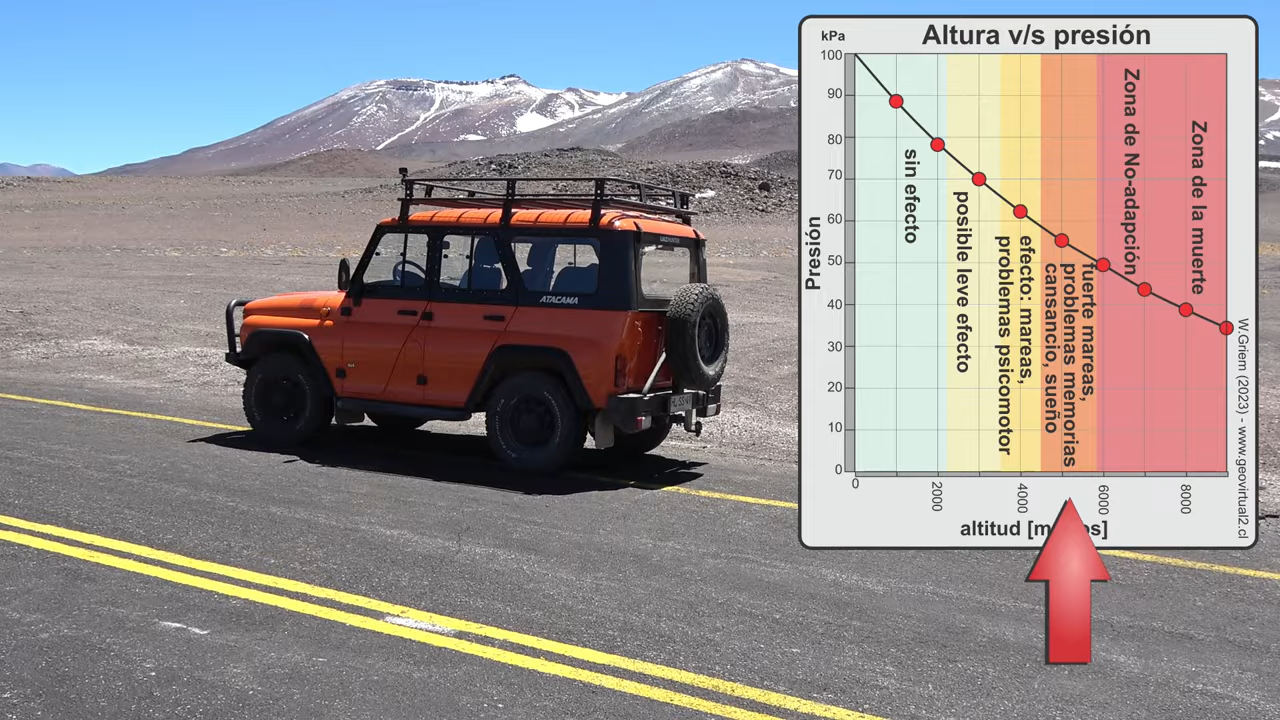 Altura v/s presión
kPa
100
90
80
70
60
50
40
30
20
10
0
Presión
sin efecto
posible leve efecto
efecto: mareas,
problemas psicomotor
fuerte mareas,
problemas memorias
cansancio, sueño
Zona de No-adapción
Zona de la muerte
0
2000
4000
6000
8000
altitud [m
os]
W.Griem (2023) - www.geovirtual2.cl
ATACAMA